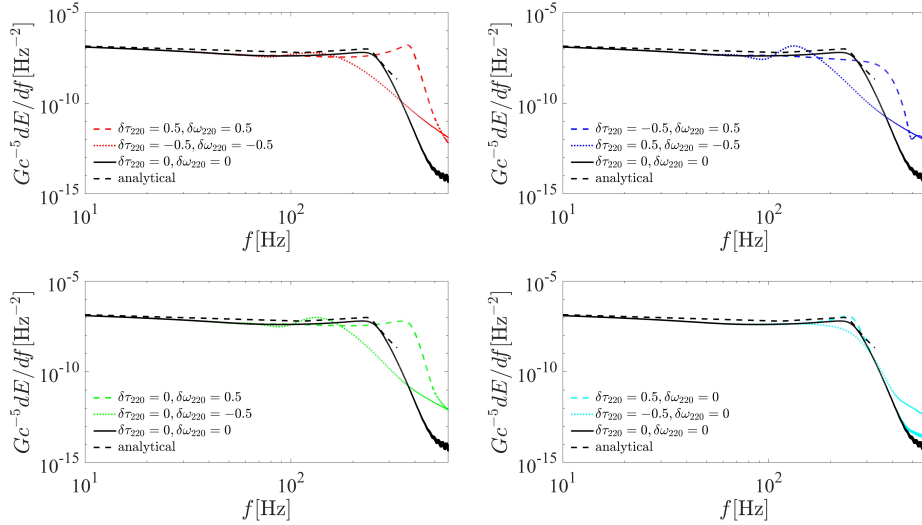 10^-7
10^-10
10^-15
Gc^-5 dE/df [Hz^-2]
δτ220 = 0.5, δω220 = 0.5
δτ220 = −0.5, δω220 = −0.5
δτ220 = 0, δω220 = 0
analytical
10^1
10^2
f[Hz]
10^-5
10^-10
10^-15
Gc^-5 dE/df [Hz^-2]
δτ220 = −0.5, δω220 = 0.5
δτ220 = 0.5, δω220 = −0.5
δτ220 = 0, δω220 = 0
analytical
10^1
10^2
f[Hz]
10^-5
10^-10
10^-15
Gc^-5 dE/df [Hz^-2]
δτ220 = 0, δω220 = 0.5
δτ220 = 0, δω220 = −0.5
δτ220 = 0, δω220 = 0
analytical
10^1
10^2
f[Hz]
10^-5
10^-10
10^-15
Gc^-5 dE/df [Hz^-2]
δτ220 = 0.5, δω220 = 0
δτ220 = −0.5, δω220 = 0
δτ220 = 0, δω220 = 0
analytical
10^1
10^2
f[Hz]